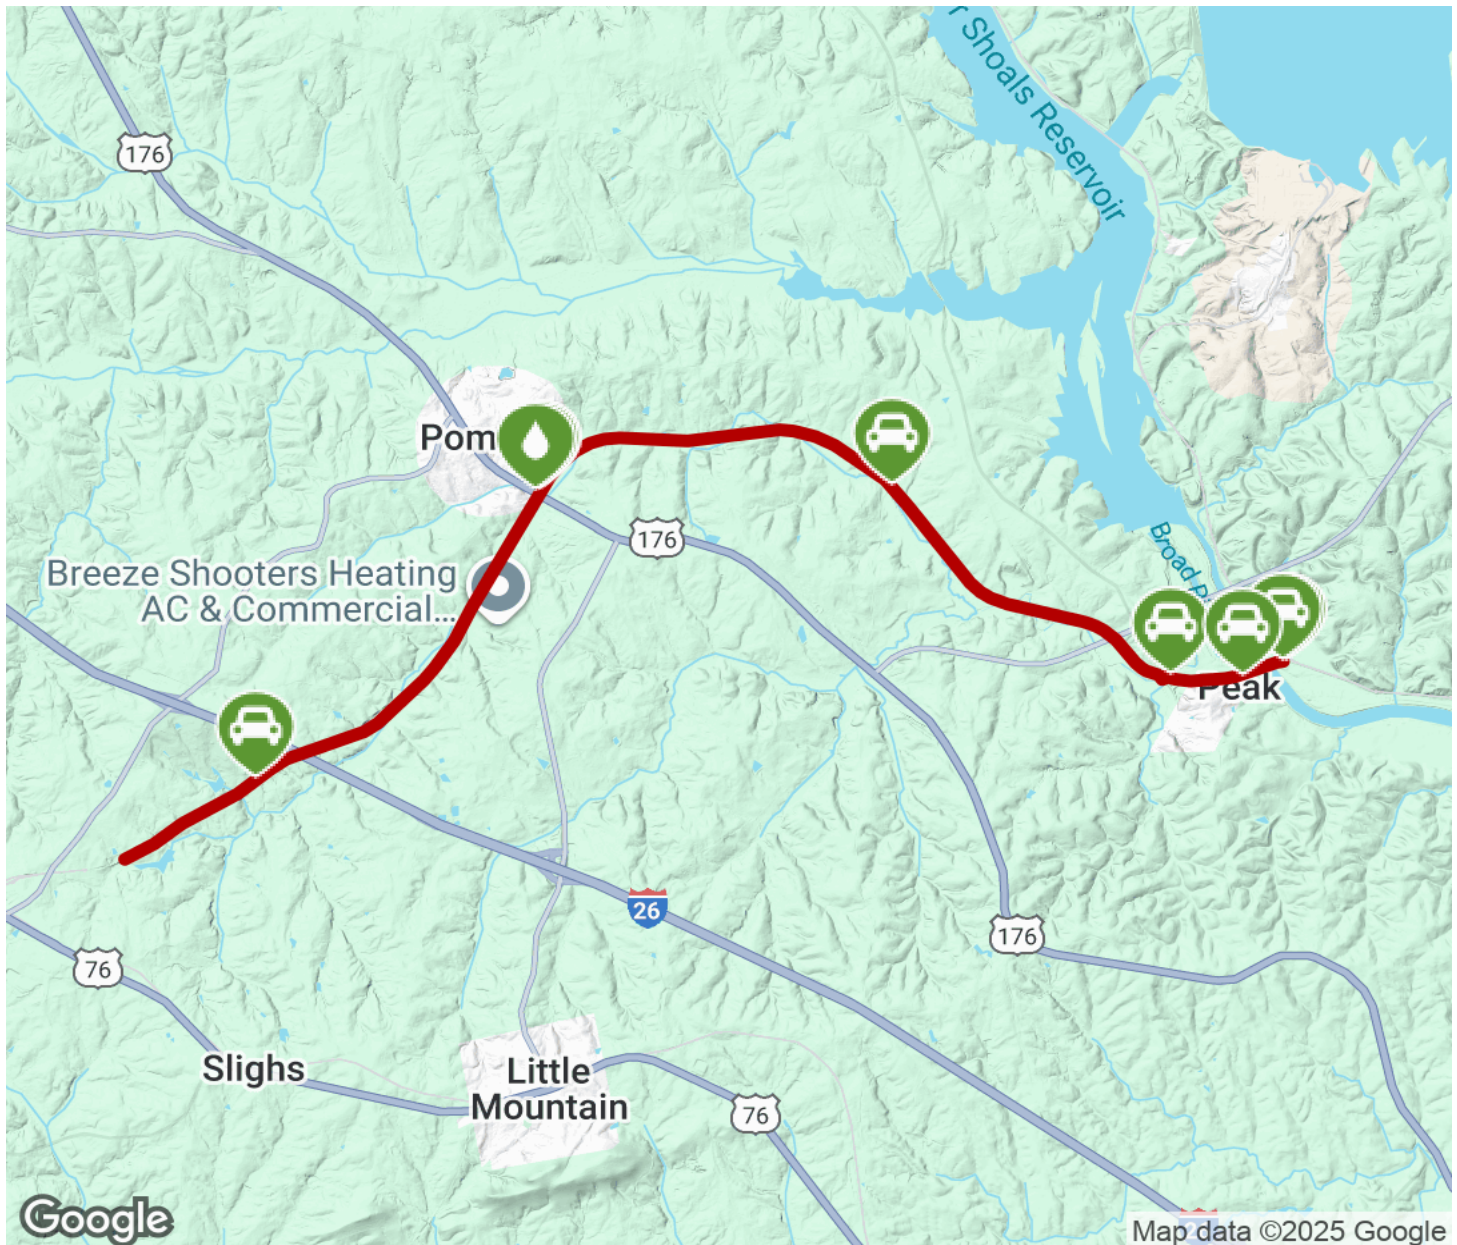 r Shoals Reservoir
176
Pom
176
Broad
Breeze Shooters Heating
AC & Commercial...
Peak
26
176
76
Slighs
Little
Mountain
76
Google
Map data ©2025 Google